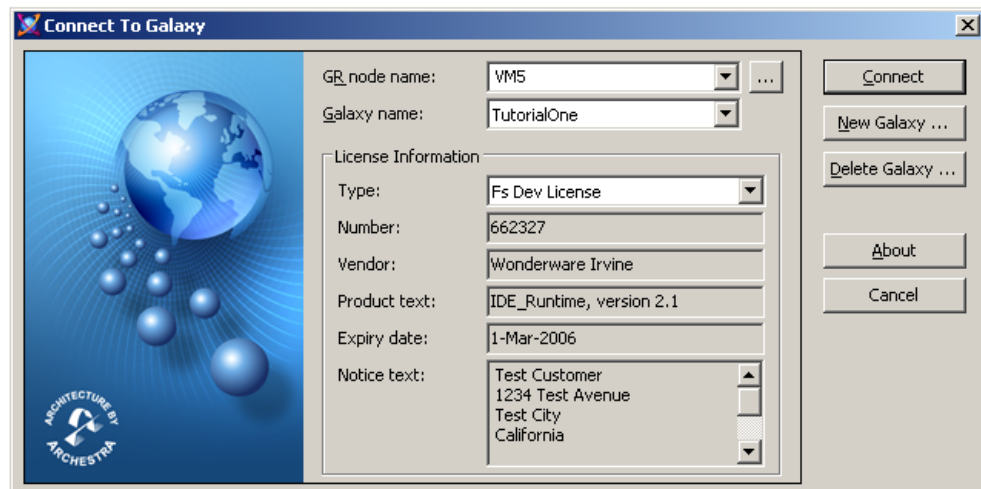 Connect To Galaxy
GR node name: VM5 ...
Galaxy name: TutorialOne
License Information
Type: Fs Dev License
Number: 662327
Vendor: Wonderware Irvine
Product text: IDE_Runtime, version 2.1
Expiry date: 1-Mar-2006
Notice text: Test Customer
1234 Test Avenue
Test City
California
Connect
New Galaxy ...
Delete Galaxy ...
About
Cancel
ARCHITECTURE BY
ARCHESTRA